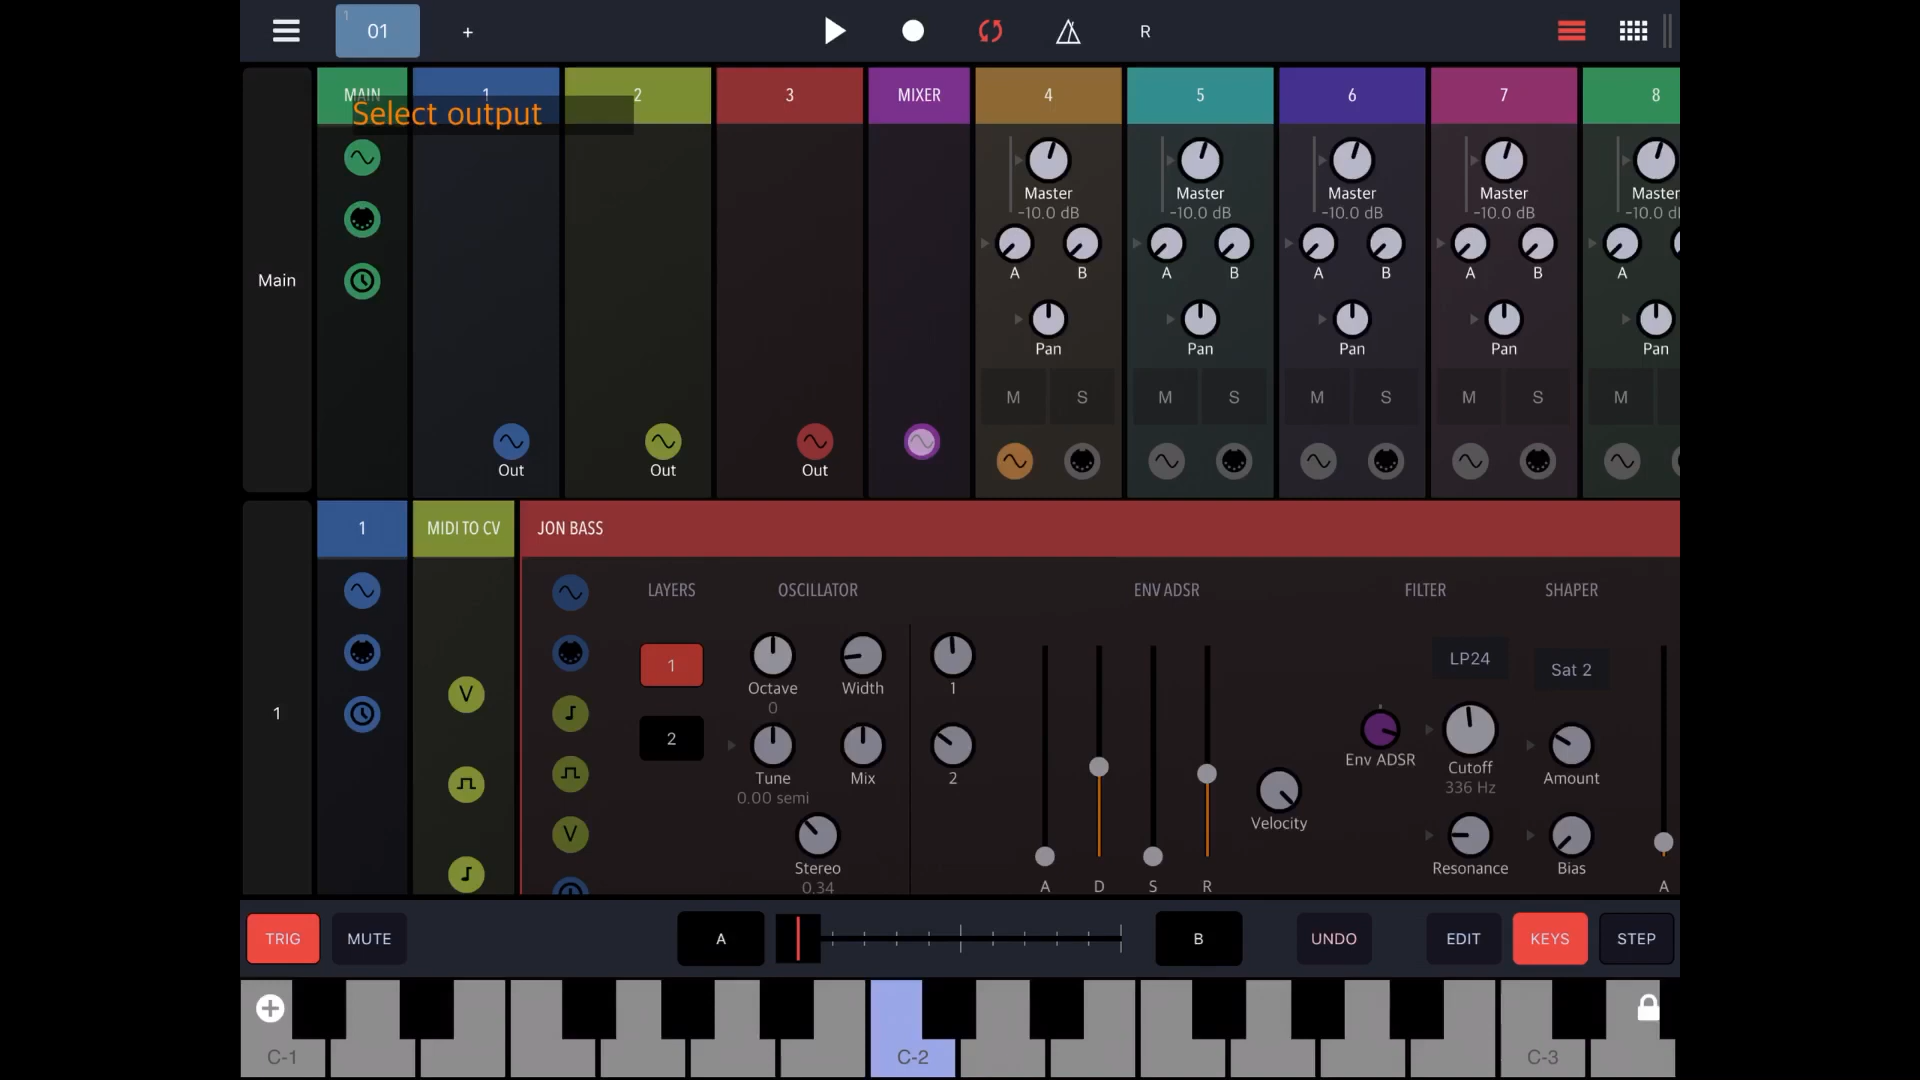 1
01
+
R
MAIN
1
2
3
MIXER
4
5
6
7
8
Select output
Master
Master
Master
Master
Master
-10.0 dB
-10.0 dB
-10.0 dB
-10.0 dB
-10.0 d
A
B
A
B
A
B
A
B
A
Main
Pan
Pan
Pan
Pan
Pan
M
S
M
S
M
S
M
S
M
Out
Out
Out
1
MIDI TO CV
JON BASS
LAYERS
OSCILLATOR
ENV ADSR
FILTER
SHAPER
1
LP24
Sat 2
Octave
Width
1
0
V
1
2
Tune
Mix
2
0.00 semi
Env ADSR
Cutoff
336 Hz
Amount
Velocity
V
Stereo
0.34
Resonance
Bias
A
D
S
R
A
TRIG
MUTE
A
B
UNDO
EDIT
KEYS
STEP
C-1
C-2
C-3